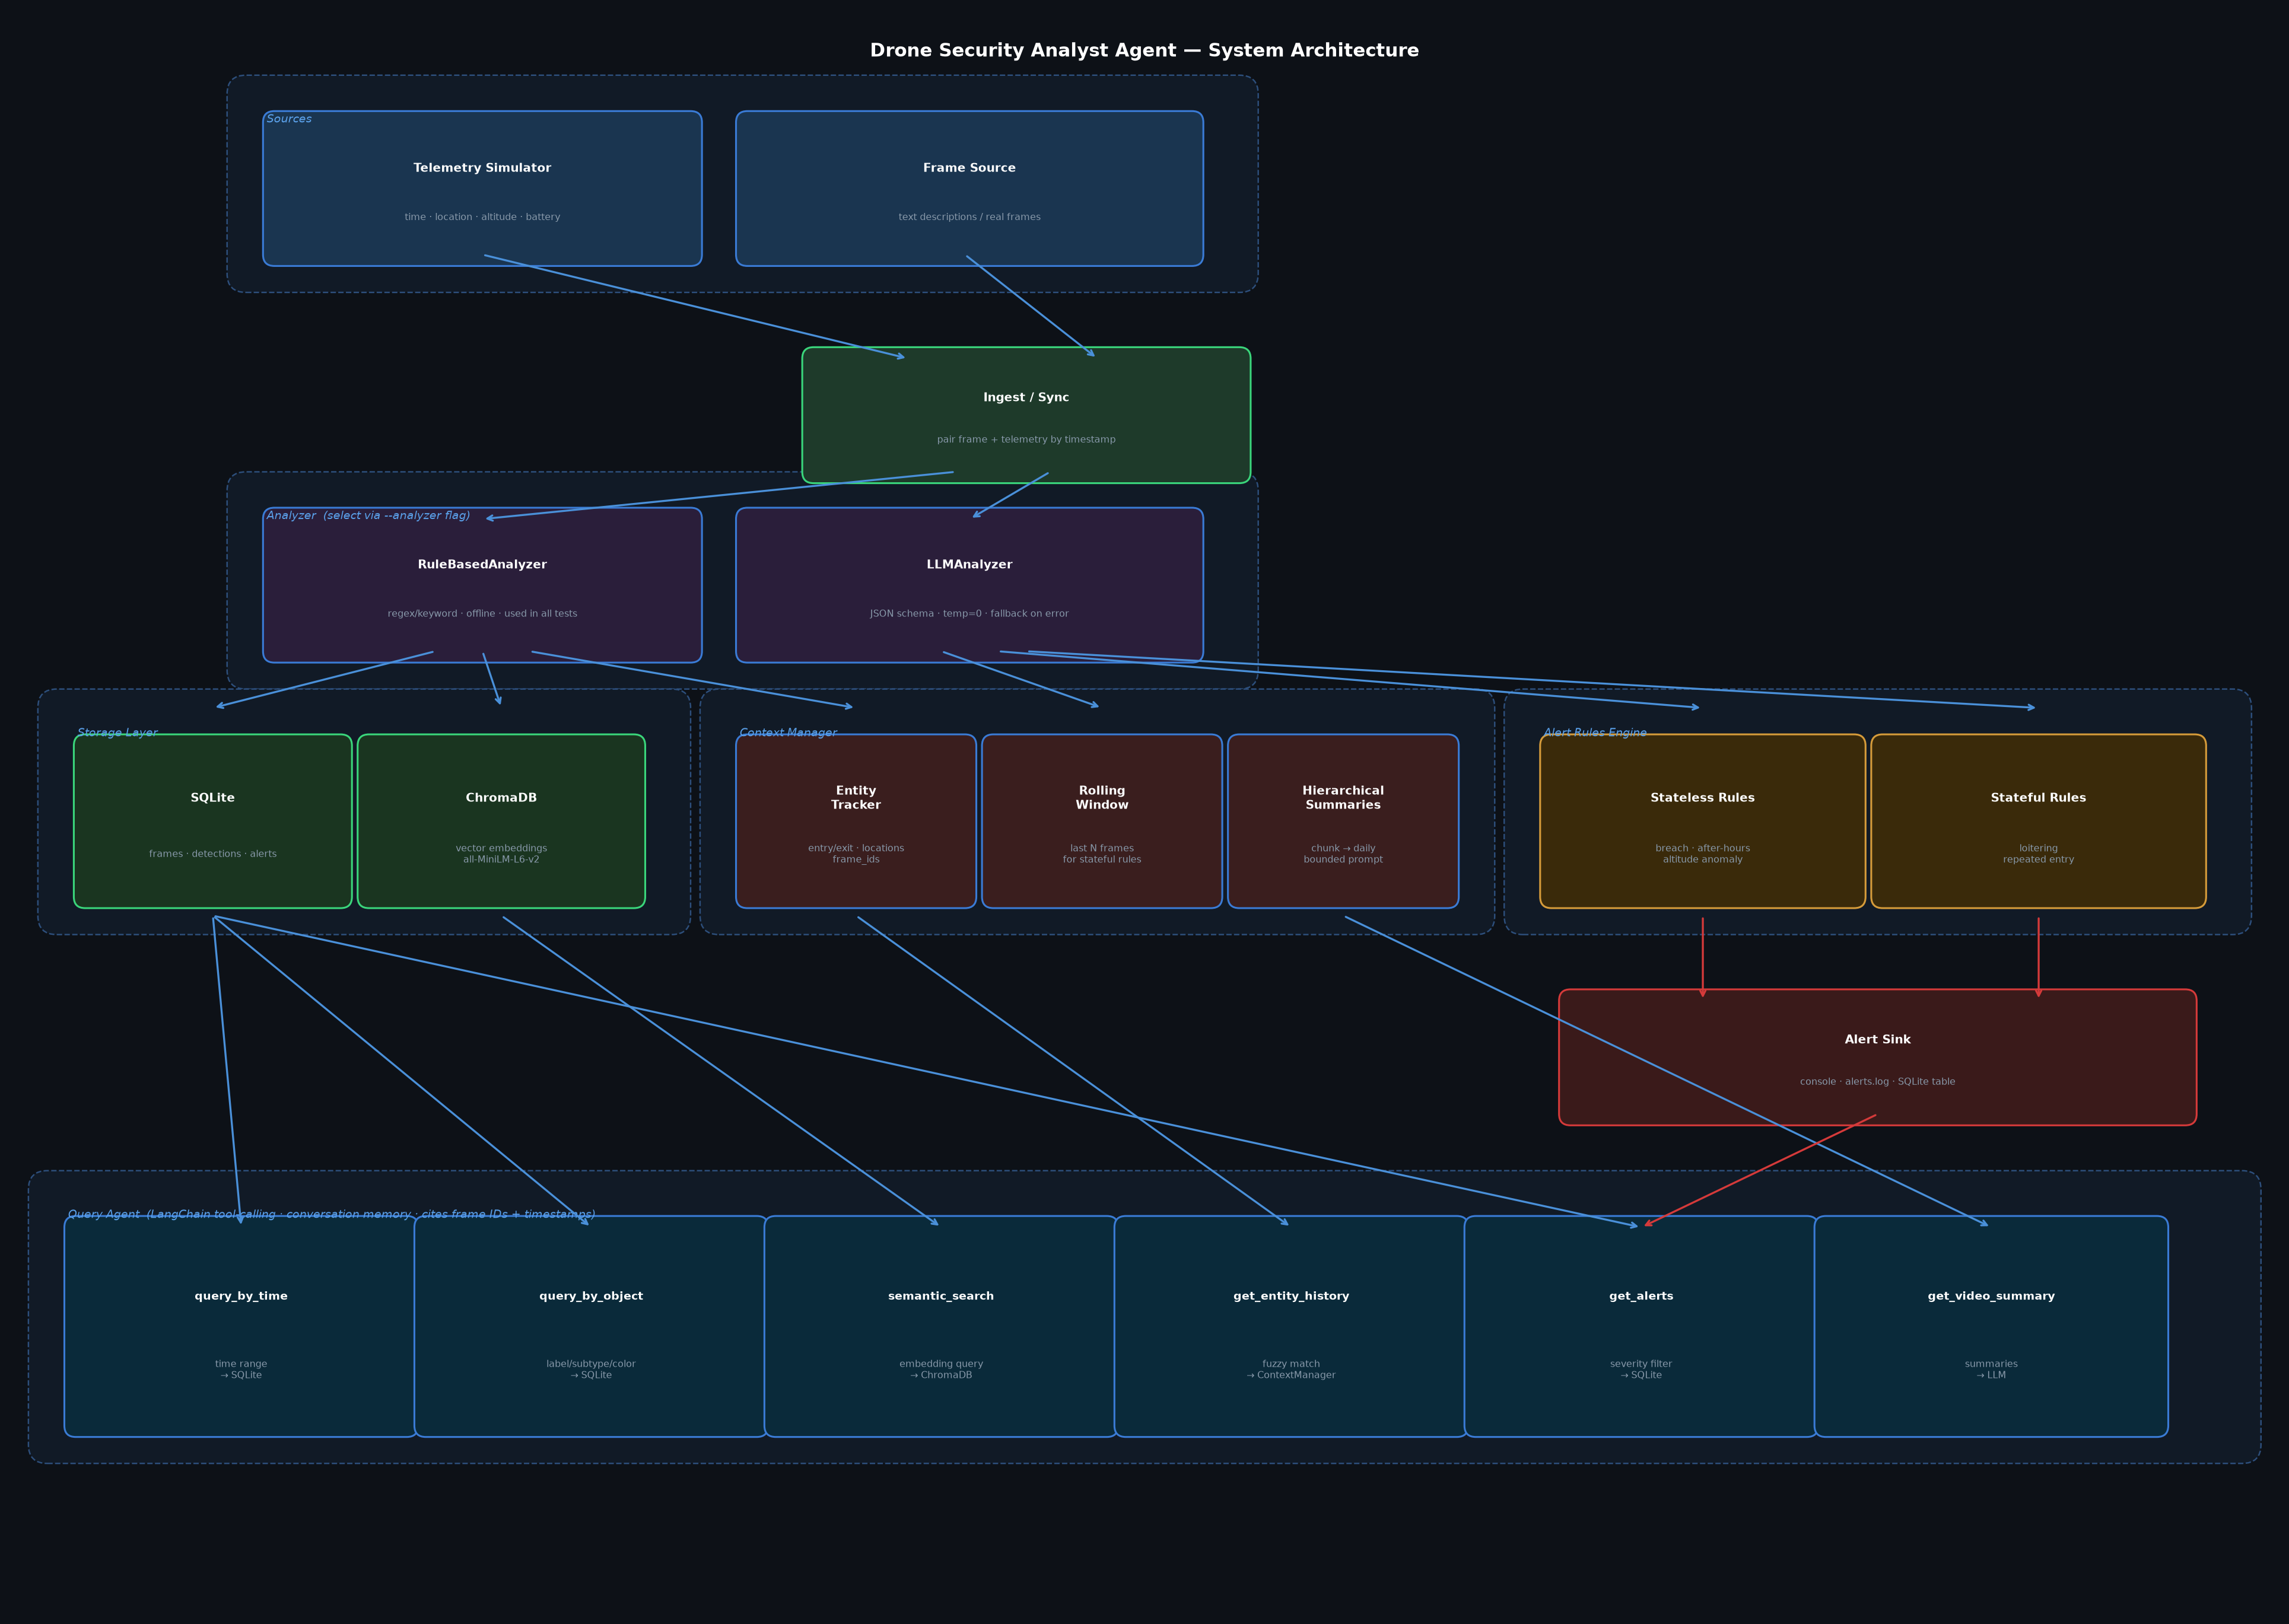 Drone Security Analyst Agent — System Architecture
Sources
Telemetry Simulator
time · location · altitude · battery
Frame Source
text descriptions / real frames
Ingest / Sync
pair frame + telemetry by timestamp
Analyzer (select via --analyzer flag)
RuleBasedAnalyzer
regex/keyword · offline · used in all tests
LLMAnalyzer
JSON schema · temp=0 · fallback on error
Storage Layer
SQLite
frames · detections · alerts
ChromaDB
vector embeddings
all-MiniLM-L6-v2
Context Manager
Entity
Tracker
entry/exit · locations
frame_ids
Rolling
Window
last N frames
for stateful rules
Hierarchical
Summaries
chunk → daily
bounded prompt
Alert Rules Engine
Stateless Rules
breach · after-hours
altitude anomaly
Stateful Rules
loitering
repeated entry
Alert Sink
console · alerts.log · SQLite table
Query Agent (LangChain tool-calling · conversation memory · cites frame IDs + timestamps)
query_by_time
time range
→ SQLite
query_by_object
label/subtype/color
→ SQLite
semantic_search
embedding query
→ ChromaDB
get_entity_history
fuzzy match
→ ContextManager
get_alerts
severity filter
→ SQLite
get_video_summary
summaries
→ LLM